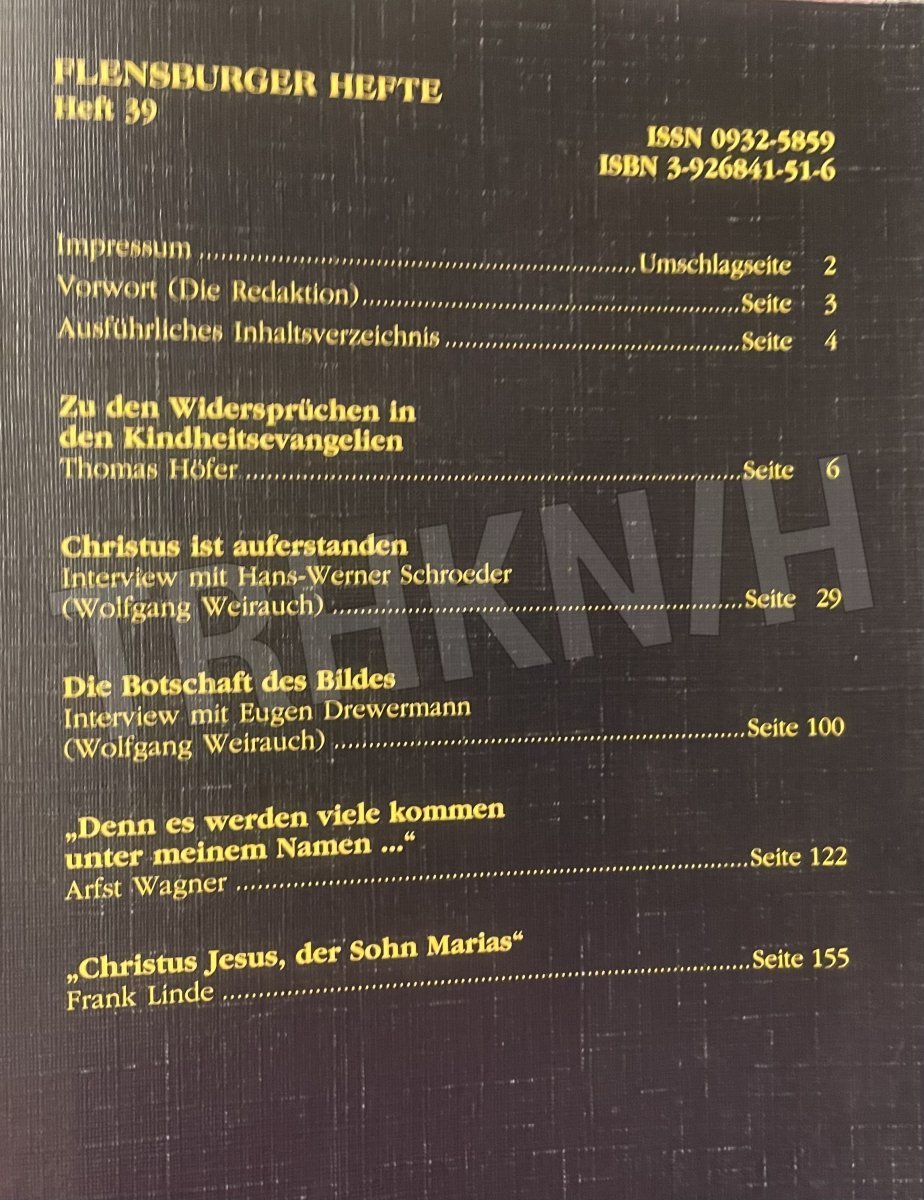 FLENSBURGER HEFTE
Heft 39
ISSN 0932-5859
ISBN 3-926841-51-6
Impressum ........ Umschlagseite 2
Vorwort (Die Redaktion) ........ Seite 3
Ausführliches Inhaltsverzeichnis ........ Seite 4
Zu den Widersprüchen in
den Kindheitsevangelien
Thomas Höfer ........ Seite 6
Christus ist auferstanden
Interview mit Hans-Werner Schroeder
(Wolfgang Weirauch) ........ Seite 29
Die Botschaft des Bildes
Interview mit Eugen Drewermann
(Wolfgang Weirauch) ........ Seite 100
„Denn es werden viele kommen
unter meinem Namen ...“
Arfst Wagner ........ Seite 122
„Christus Jesus, der Sohn Marias“
Frank Linde ........ Seite 155
TRHKN/H